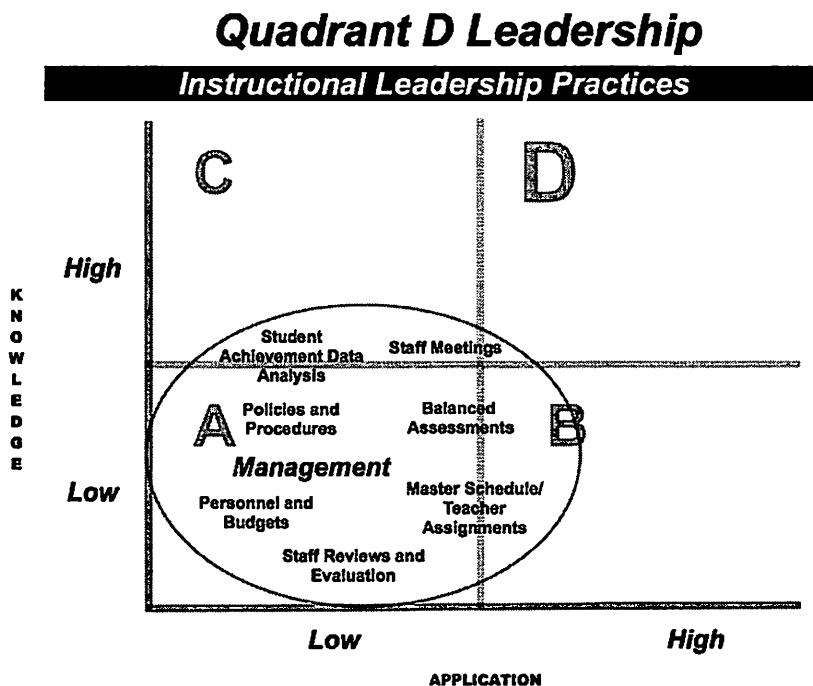 Quadrant D Leadership
Instructional Leadership Practices
C
D
High
KNOWLEDGE
Student
Achievement Data
Analysis
Staff Meetings
A
Policies and
Procedures
Balanced
Assessments
B
Management
Low
Personnel and
Budgets
Master Schedule/
Teacher
Assignments
Staff Reviews and
Evaluation
Low
High
APPLICATION